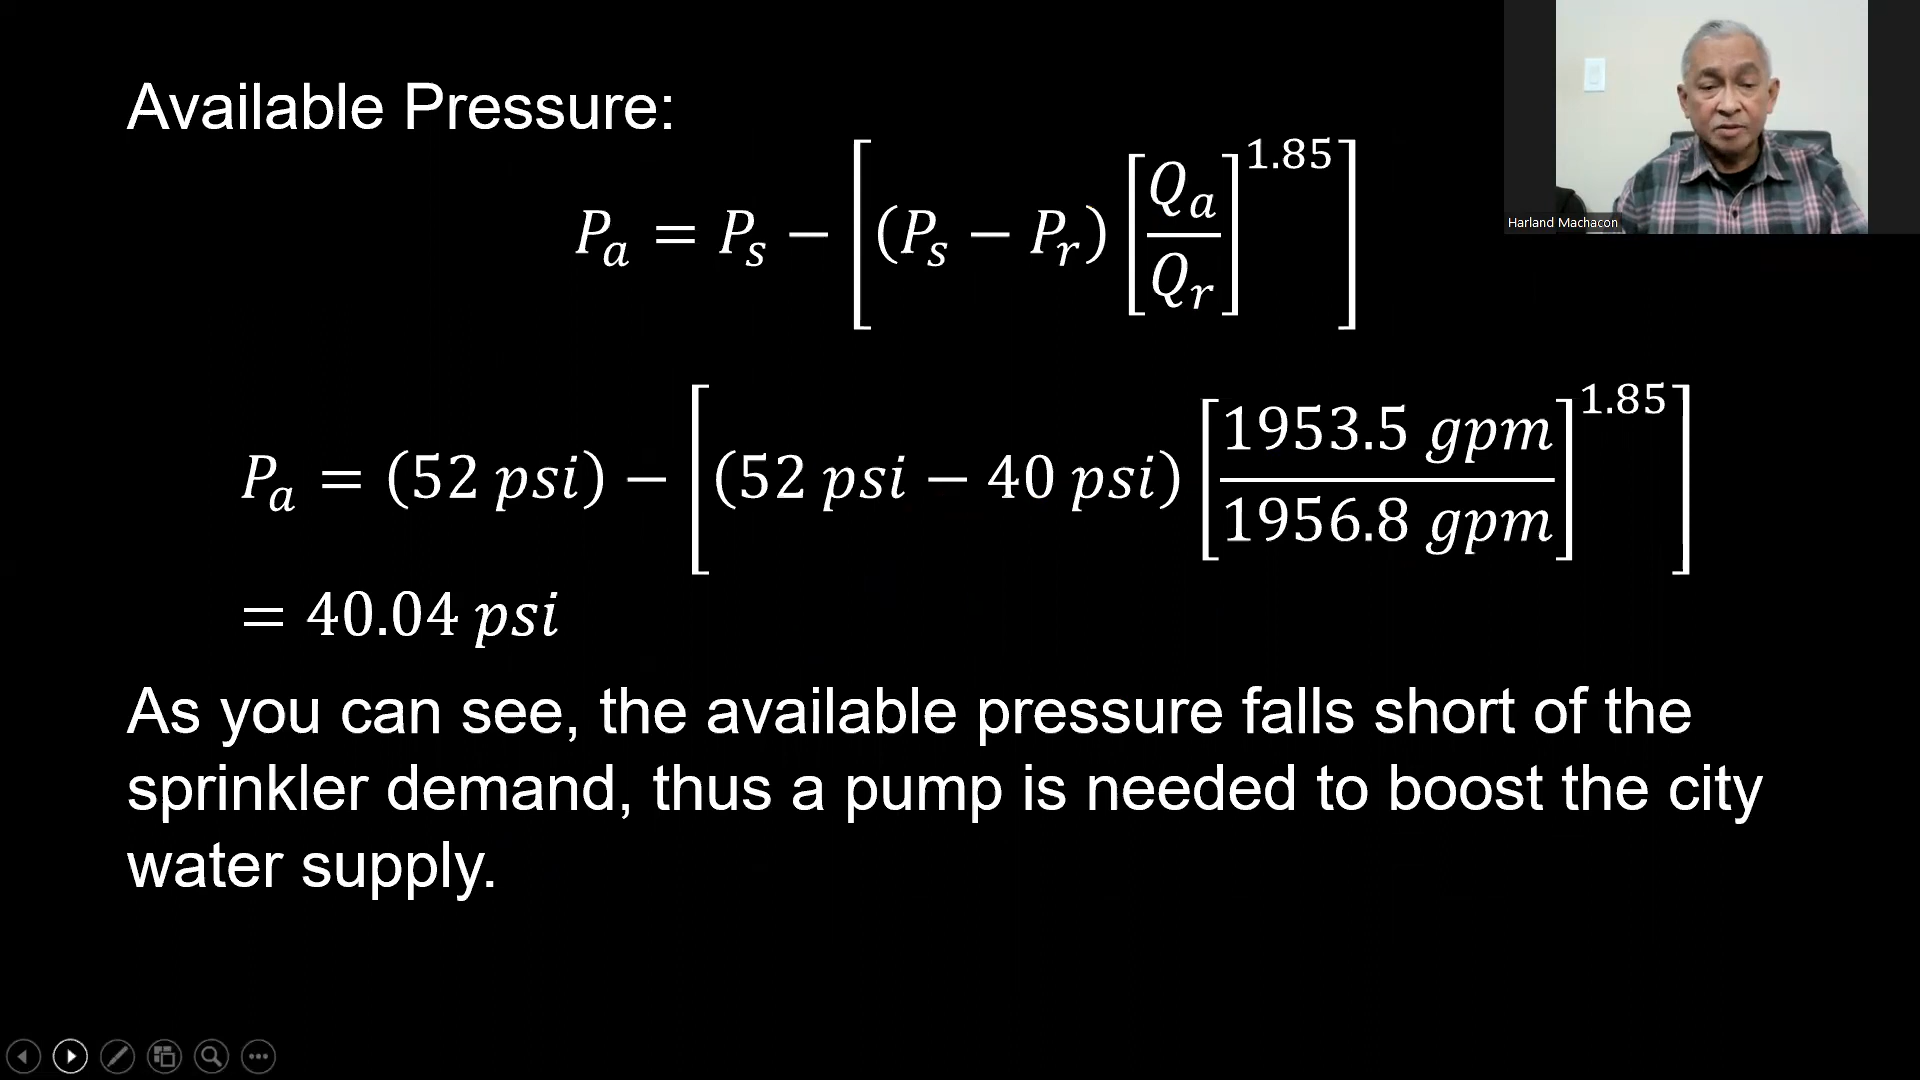 Available Pressure:
P_a = P_s − [(P_s − P_r) [Q_a / Q_r]^1.85]
P_a = (52 psi) − [(52 psi − 40 psi) [1953.5 gpm / 1956.8 gpm]^1.85]
= 40.04 psi
As you can see, the available pressure falls short of the
sprinkler demand, thus a pump is needed to boost the city
water supply.
Harland Machacon